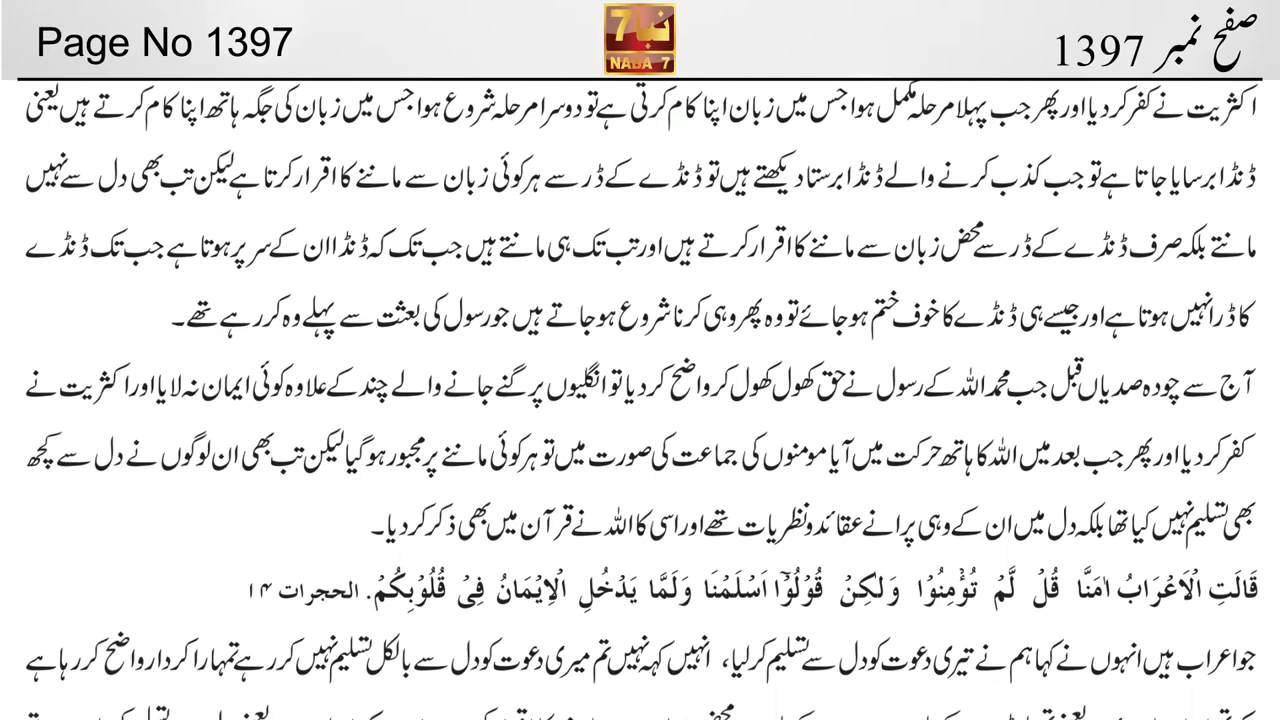 Page No 1397
نبأ 7
NABA 7
صفح نمبر 1397
اکثریت نے کفر کر دیا اور پھر جب پہلا مرحلہ مکمل ہوا جس میں زبان اپنا کام کرتی ہے تو دوسرا مرحلہ شروع ہوا جس میں زبان کی جگہ ہاتھ اپنا کام کرتے ہیں یعنی
ڈنڈا برسایا جاتا ہے تو جب کذب کرنے والے ڈنڈا برستا دیکھتے ہیں تو ڈنڈے کے ڈر سے ہر کوئی زبان سے ماننے کا اقرار کرتا ہے لیکن تب بھی دل سے نہیں
مانتے بلکہ صرف ڈنڈے کے ڈر سے محض زبان سے ماننے کا اقرار کرتے ہیں اور تب تک ہی مانتے ہیں جب تک کہ ڈنڈا ان کے سر پر ہوتا ہے جب تک ڈنڈے
کا ڈر انہیں ہوتا ہے اور جیسے ہی ڈنڈے کا خوف ختم ہو جائے تو وہ پھر وہی کرنا شروع ہو جاتے ہیں جو رسول کی بعثت سے پہلے وہ کر رہے تھے۔
آج سے چودہ صدیاں قبل جب محمد اللہ کے رسول نے حق کھول کھول کر واضح کر دیا تو انگلیوں پر گنے جانے والے چند کے علاوہ کوئی ایمان نہ لایا اور اکثریت نے
کفر کر دیا اور پھر جب بعد میں اللہ کا ہاتھ حرکت میں آیا مومنوں کی جماعت کی صورت میں تو ہر کوئی ماننے پر مجبور ہو گیا لیکن تب بھی ان لوگوں نے دل سے کچھ
بھی تسلیم نہیں کیا تھا بلکہ دل میں ان کے وہی پرانے عقائد و نظریات تھے اور اسی کا اللہ نے قرآن میں بھی ذکر کر دیا۔
قَالَتِ الْاَعْرَابُ اٰمَنَّا قُلْ لَّمْ تُؤْمِنُوْا وَلٰكِنْ قُوْلُوْٓا اَسْلَمْنَا وَلَمَّا يَدْخُلِ الْاِيْمَانُ فِىْ قُلُوْبِكُمْ. الحجرات ۱۴
جو اعراب ہیں انہوں نے کہا ہم نے تیری دعوت کو دل سے تسلیم کر لیا، انہیں کہہ نہیں تم میری دعوت کو دل سے بالکل تسلیم نہیں کر رہے تمہارا کردار واضح کر رہا ہے